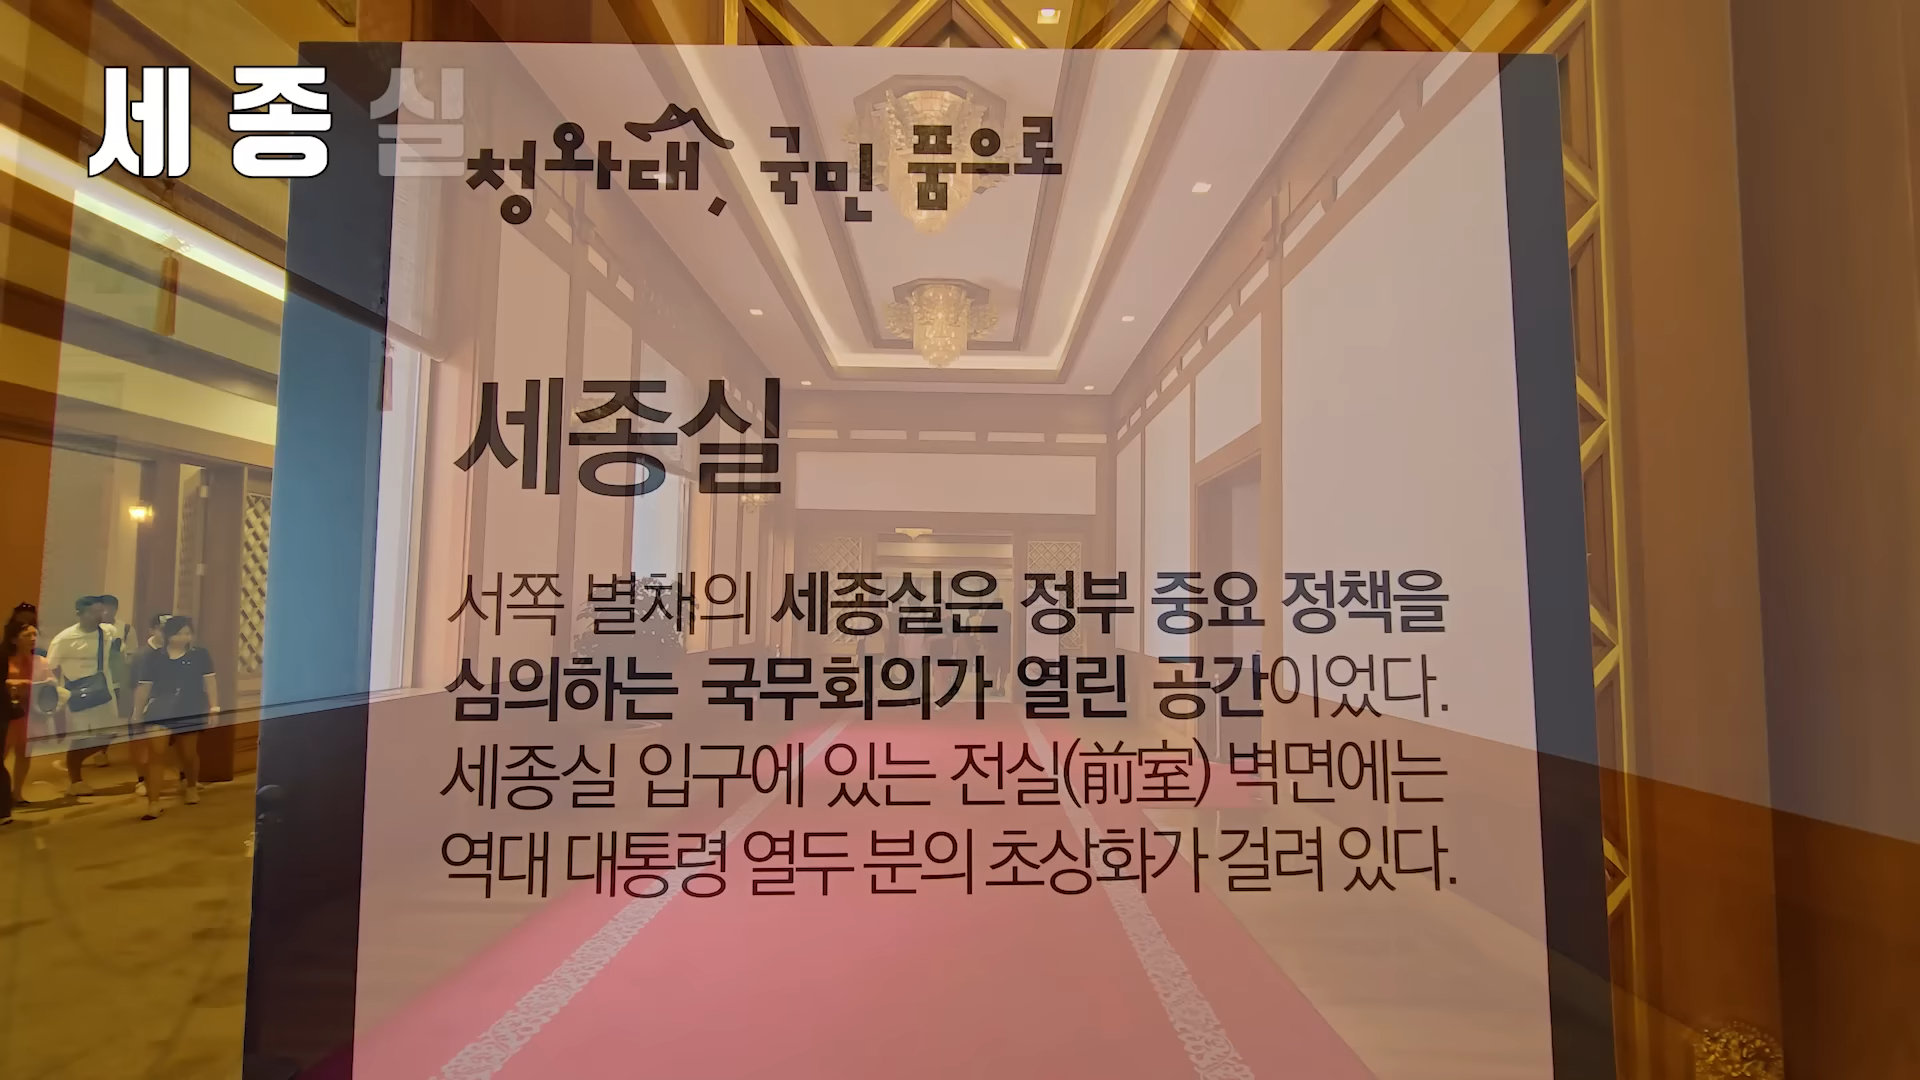 세종실
청와대, 국민 품으로
세종실
서쪽 별채의 세종실은 정부 중요 정책을
심의하는 국무회의가 열린 공간이었다.
세종실 입구에 있는 전실(前室) 벽면에는
역대 대통령 열두 분의 초상화가 걸려 있다.